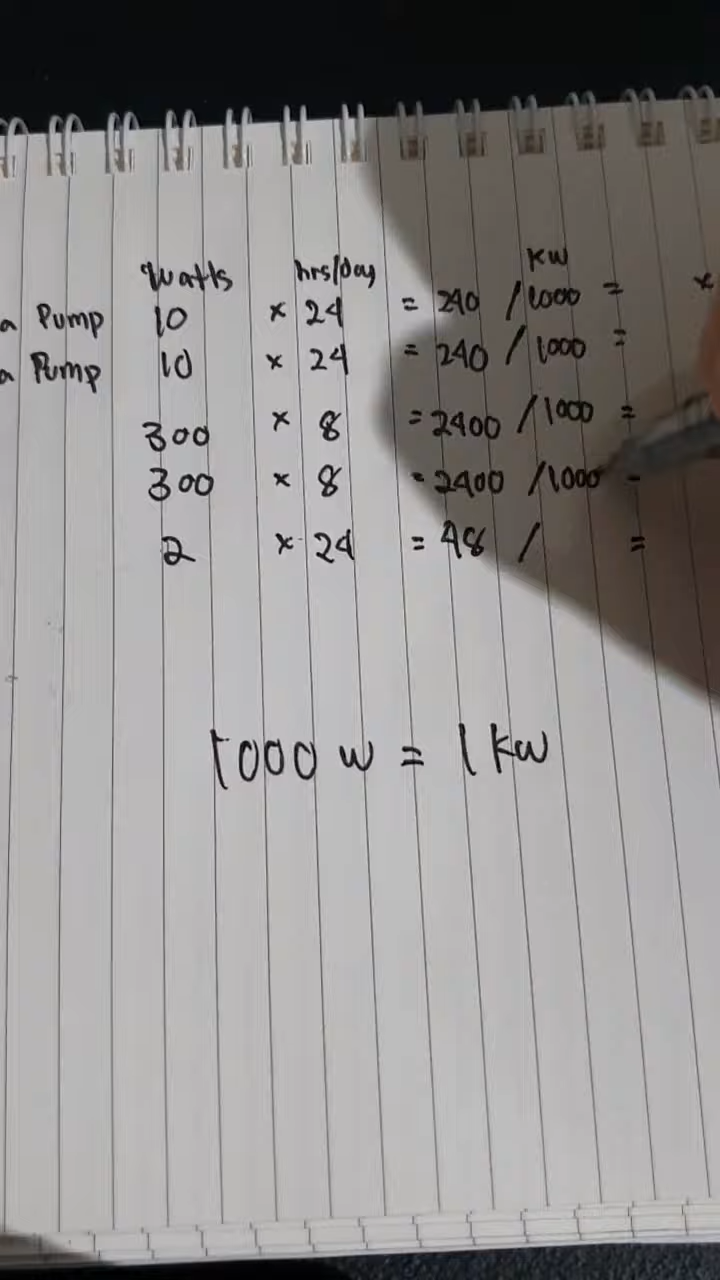 KW
Watts hrs/day
a Pump 10 x 24 = 240 /1000 = x
a Pump 10 x 24 = 240 / 1000 =
300 x 8 = 2400 /1000 =
300 x 8 = 2400 /1000 -
2 x 24 = 48 / =
1000 W = 1 KW